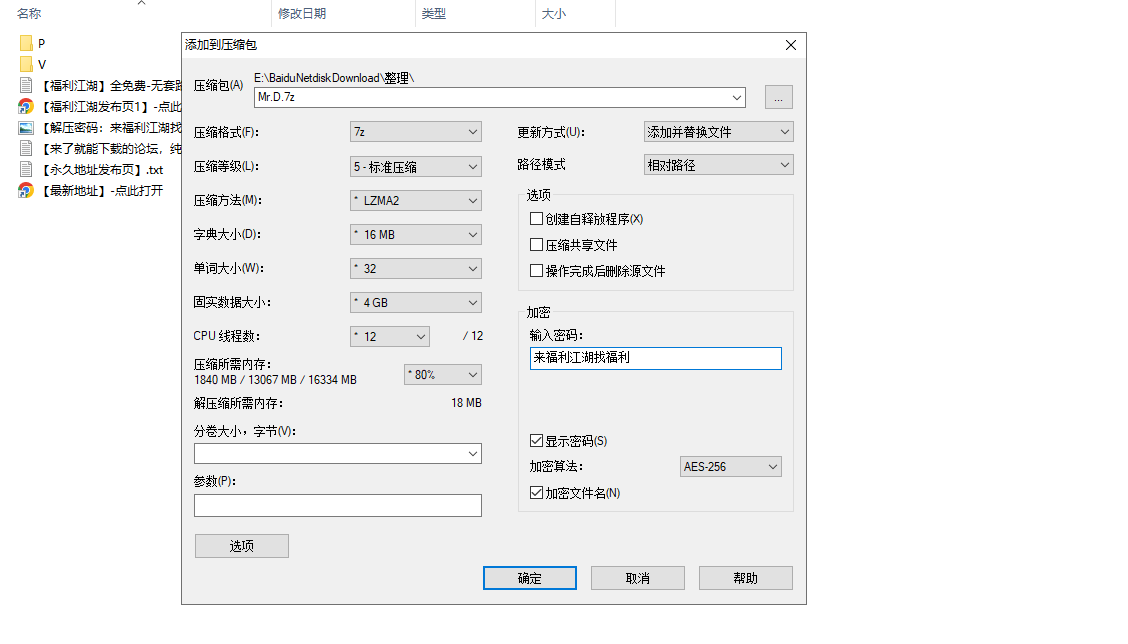 名称 修改日期 类型 大小
P
V
【福利江湖】全免费-无套路
【福利江湖发布页1】-点此
【解压密码：来福利江湖找
【来了就能下载的论坛，纯
【永久地址发布页】.txt
【最新地址】-点此打开
添加到压缩包
压缩包(A)
E:\BaiduNetdiskDownload\整理\
Mr.D.7z
...
压缩格式(F)：
7z
压缩等级(L)：
5 - 标准压缩
压缩方法(M)：
* LZMA2
字典大小(D)：
* 16 MB
单词大小(W)：
* 32
固实数据大小：
* 4 GB
CPU 线程数：
* 12
/ 12
压缩所需内存：
1840 MB / 13067 MB / 16334 MB
* 80%
解压缩所需内存：
18 MB
分卷大小，字节(V)：
参数(P)：
选项
更新方式(U)：
添加并替换文件
路径模式
相对路径
选项
创建自释放程序(X)
压缩共享文件
操作完成后删除源文件
加密
输入密码：
来福利江湖找福利
显示密码(S)
加密算法：
AES-256
加密文件名(N)
确定
取消
帮助